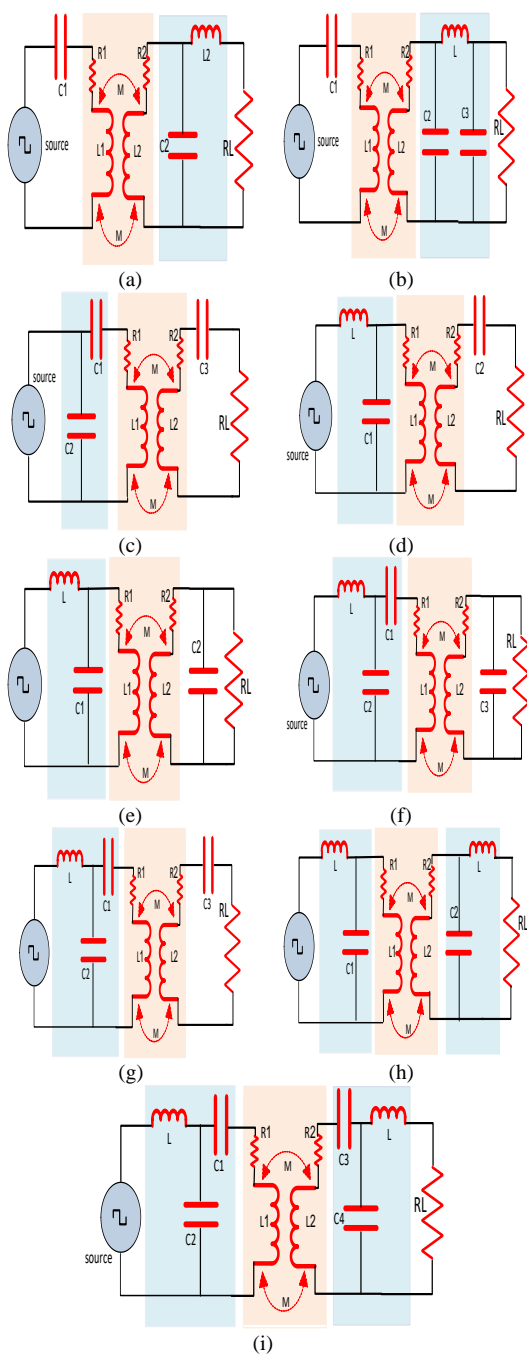 C1 R1 R2 L2
M
source L1 L2 C2 RL
M
(a)
C1 R1 R2 L
M
source L1 L2 C2 C3 RL
M
(b)
C1 R1 R2 C3
source M
C2 L1 L2 RL
M
(c)
L R1 R2 C2
M
source C1 L1 L2 RL
M
(d)
L R1 R2
M
C1 L1 L2 C2 RL
M
(e)
L C1 R1 R2
M
C2 L1 L2 C3 RL
M
(f)
L C1 R1 R2 C3
M
C2 L1 L2 RL
M
(g)
L R1 R2 L
M
C1 L1 L2 C2 RL
M
(h)
L C1 R1 R2 C3 L
M
source C2 L1 L2 C4 RL
M
(i)